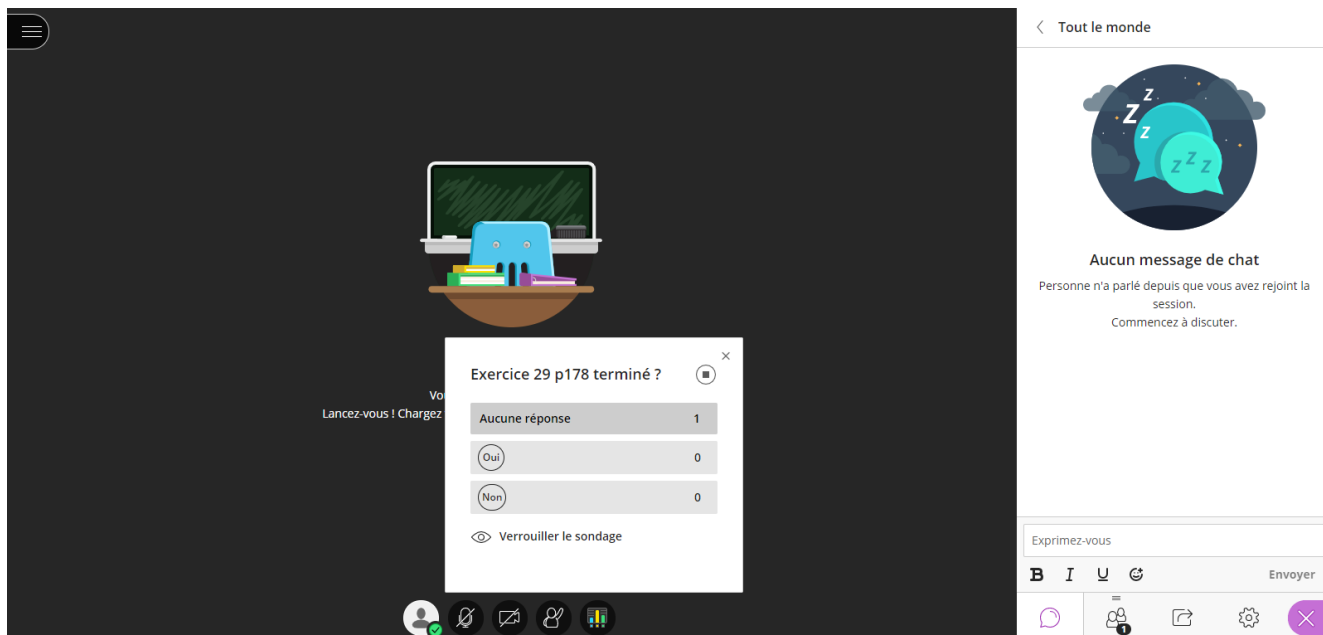 Tout le monde
Z
Z
Z
Z Z Z
Aucun message de chat
Personne n'a parlé depuis que vous avez rejoint la
session.
Commencez à discuter.
Vo
Lancez-vous ! Chargez
Exercice 29 p178 terminé ?
Aucune réponse 1
Oui 0
Non 0
Verrouiller le sondage
Exprimez-vous
B I U Envoyer
1